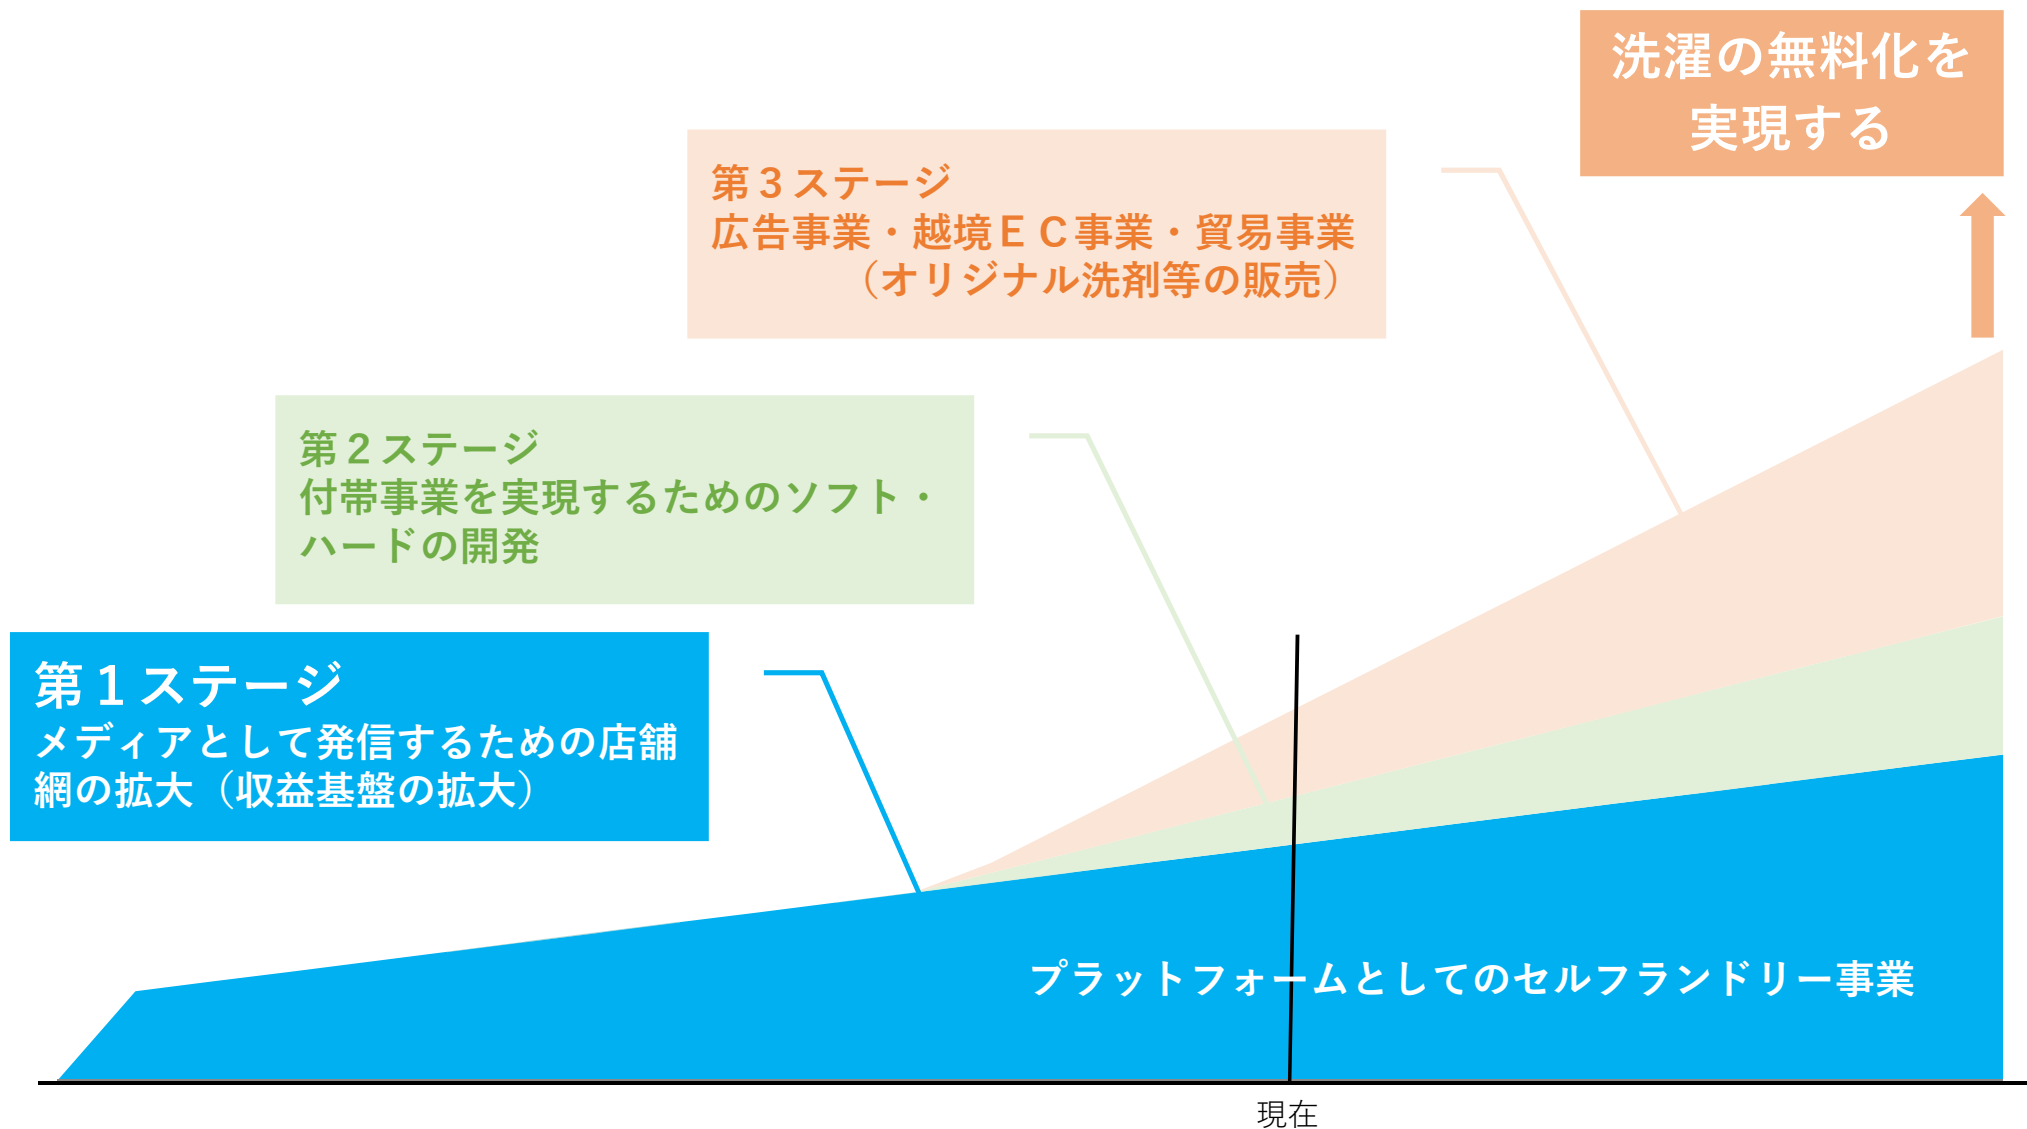 洗濯の無料化を
実現する
第３ステージ
広告事業・越境ＥＣ事業・貿易事業
（オリジナル洗剤等の販売）
第２ステージ
付帯事業を実現するためのソフト・
ハードの開発
第１ステージ
メディアとして発信するための店舗
網の拡大（収益基盤の拡大）
プラットフォームとしてのセルフランドリー事業
現在